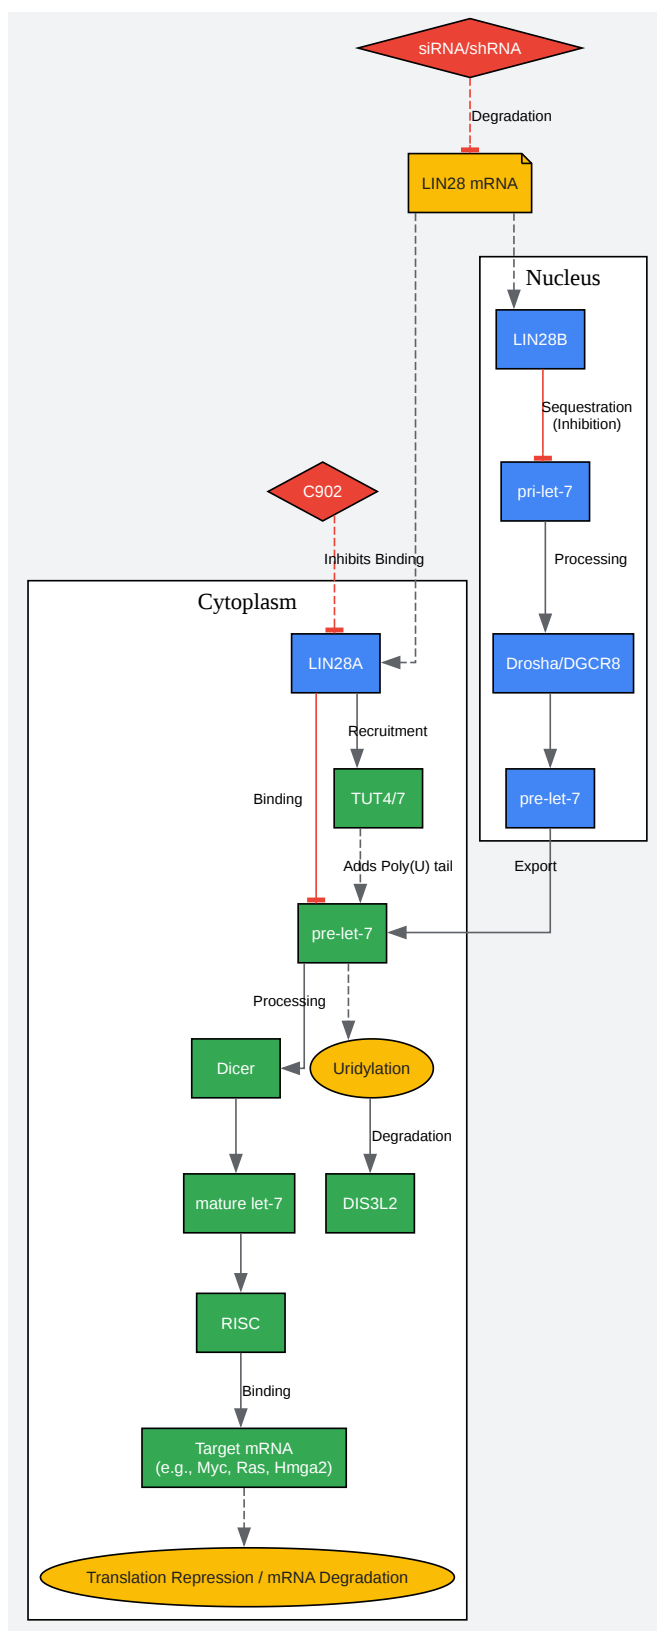 siRNA/shRNA
Degradation
LIN28 mRNA
Nucleus
LIN28B
Sequestration
(Inhibition)
C902
pri-let-7
Inhibits Binding
Processing
Cytoplasm
LIN28A
Drosha/DGCR8
Recruitment
Binding
TUT4/7
pre-let-7
Adds Poly(U) tail
Export
pre-let-7
Processing
Dicer
Uridylation
Degradation
mature let-7
DIS3L2
RISC
Binding
Target mRNA
(e.g., Myc, Ras, Hmga2)
Translation Repression / mRNA Degradation